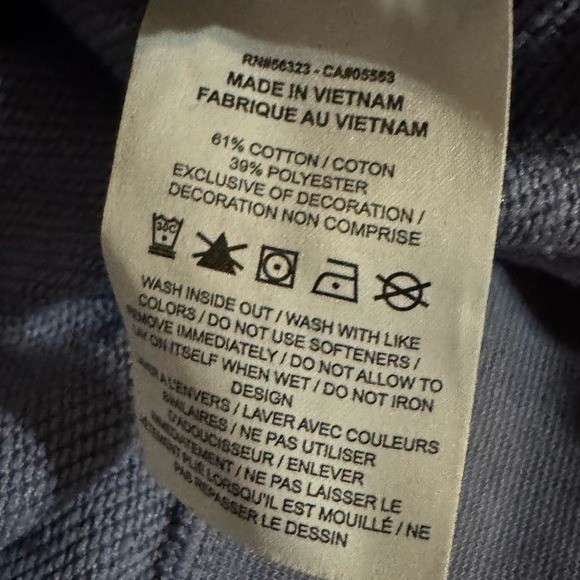 RN#56323 - CA#05553
MADE IN VIETNAM
FABRIQUE AU VIETNAM
61% COTTON / COTON
39% POLYESTER
EXCLUSIVE OF DECORATION /
DECORATION NON COMPRISE
30C
WASH INSIDE OUT / WASH WITH LIKE
COLORS / DO NOT USE SOFTENERS /
REMOVE IMMEDIATELY / DO NOT ALLOW TO
LAY ON ITSELF WHEN WET / DO NOT IRON
DESIGN
LAVER A L'ENVERS / LAVER AVEC COULEURS
SIMILAIRES / NE PAS UTILISER
D'ADOUCISSEUR / ENLEVER
IMMEDIATEMENT / NE PAS LAISSER LE
VÊTEMENT PLIÉ LORSQU'IL EST MOUILLÉ / NE
PAS REPASSER LE DESSIN